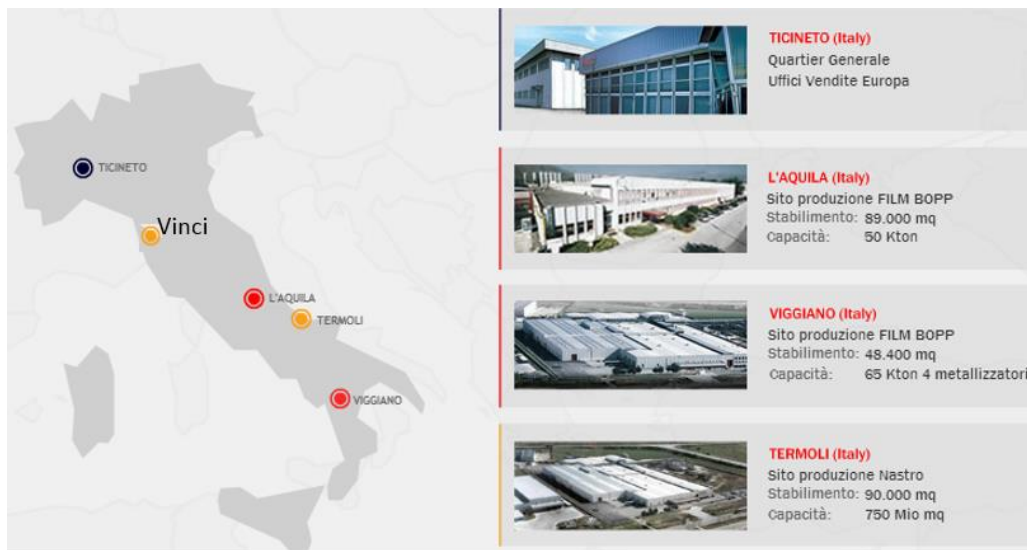 TICINETO
Vinci
L'AQUILA
TERMOLI
VIGGIANO
TICINETO (Italy)
Quartier Generale
Uffici Vendite Europa
L'AQUILA (Italy)
Sito produzione FILM BOPP
Stabilimento: 89.000 mq
Capacità: 50 Kton
VIGGIANO (Italy)
Sito produzione FILM BOPP
Stabilimento: 48.400 mq
Capacità: 65 Kton 4 metallizzatori
TERMOLI (Italy)
Sito produzione Nastro
Stabilimento: 90.000 mq
Capacità: 750 Mio mq